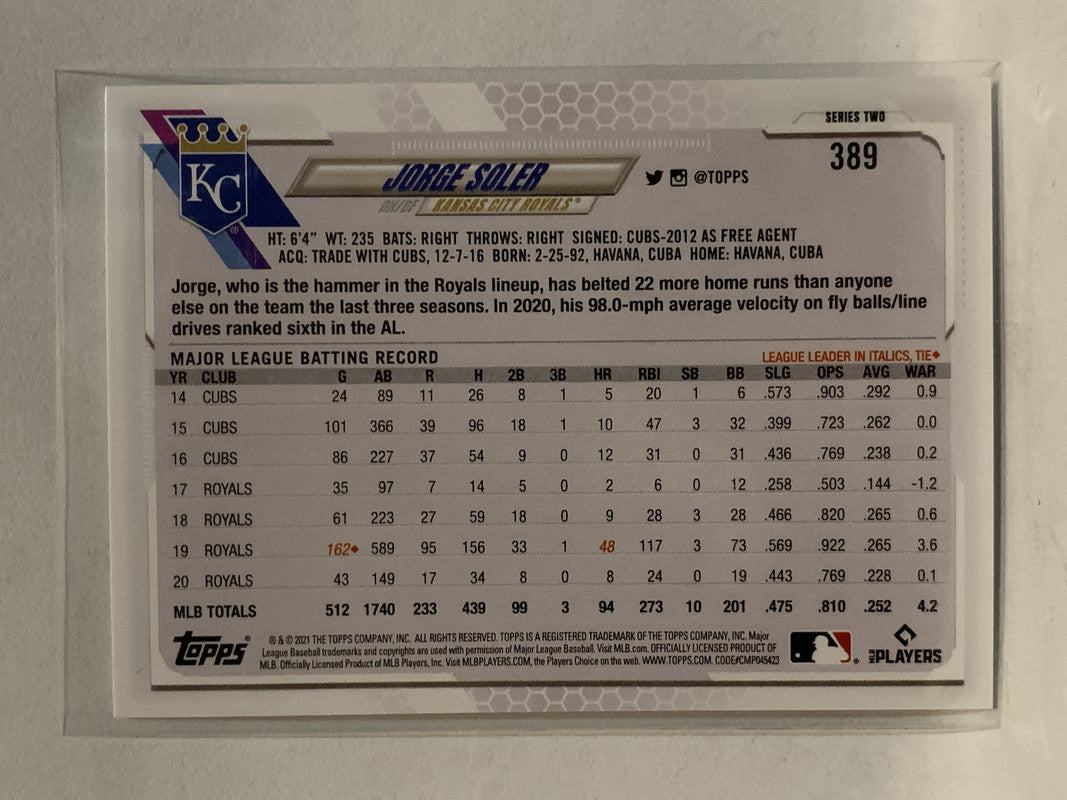 SERIES TWO
389
KC
®
JORGE SOLER
@TOPPS
DH/OF KANSAS CITY ROYALS®
HT: 6'4" WT: 235 BATS: RIGHT THROWS: RIGHT SIGNED: CUBS-2012 AS FREE AGENT
ACQ: TRADE WITH CUBS, 12-7-16 BORN: 2-25-92, HAVANA, CUBA HOME: HAVANA, CUBA
Jorge, who is the hammer in the Royals lineup, has belted 22 more home runs than anyone
else on the team the last three seasons. In 2020, his 98.0-mph average velocity on fly balls/line
drives ranked sixth in the AL.
MAJOR LEAGUE BATTING RECORD LEAGUE LEADER IN ITALICS, TIE♦
YR CLUB G AB R H 2B 3B HR RBI SB BB SLG OPS AVG WAR
14 CUBS 24 89 11 26 8 1 5 20 1 6 .573 .903 .292 0.9
15 CUBS 101 366 39 96 18 1 10 47 3 32 .399 .723 .262 0.0
16 CUBS 86 227 37 54 9 0 12 31 0 31 .436 .769 .238 0.2
17 ROYALS 35 97 7 14 5 0 2 6 0 12 .258 .503 .144 -1.2
18 ROYALS 61 223 27 59 18 0 9 28 3 28 .466 .820 .265 0.6
19 ROYALS 162♦ 589 95 156 33 1 48 117 3 73 .569 .922 .265 3.6
20 ROYALS 43 149 17 34 8 0 8 24 0 19 .443 .769 .228 0.1
MLB TOTALS 512 1740 233 439 99 3 94 273 10 201 .475 .810 .252 4.2
Topps®
® & © 2021 THE TOPPS COMPANY, INC. ALL RIGHTS RESERVED. TOPPS IS A REGISTERED TRADEMARK OF THE TOPPS COMPANY, INC. Major
League Baseball trademarks and copyrights are used with permission of Major League Baseball. Visit MLB.com. OFFICIALLY LICENSED PRODUCT OF
MLB. Officially Licensed Product of MLB Players, Inc. Visit MLBPLAYERS.COM, the Players Choice on the web. WWW.TOPPS.COM. CODE#CMP045423
MLB PLAYERS